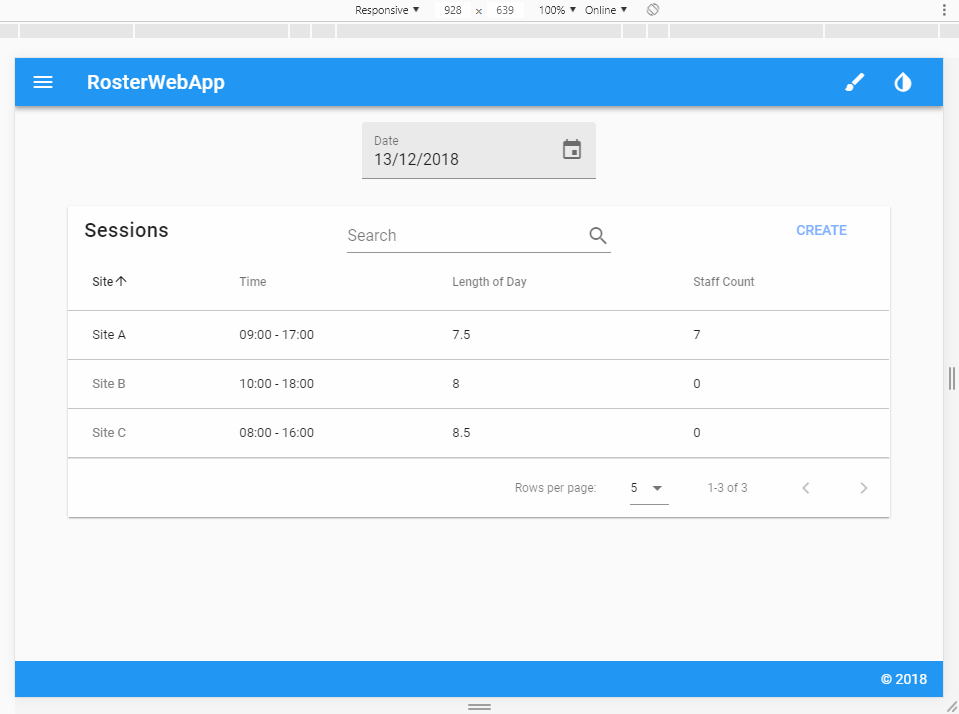 Responsive ▼ 928 x 639 100% ▼ Online ▼
RosterWebApp
Date
13/12/2018
Sessions Search CREATE
Site Time Length of Day Staff Count
Site A 09:00 - 17:00 7.5 7
Site B 10:00 - 18:00 8 0
Site C 08:00 - 16:00 8.5 0
Rows per page: 5 1-3 of 3
© 2018